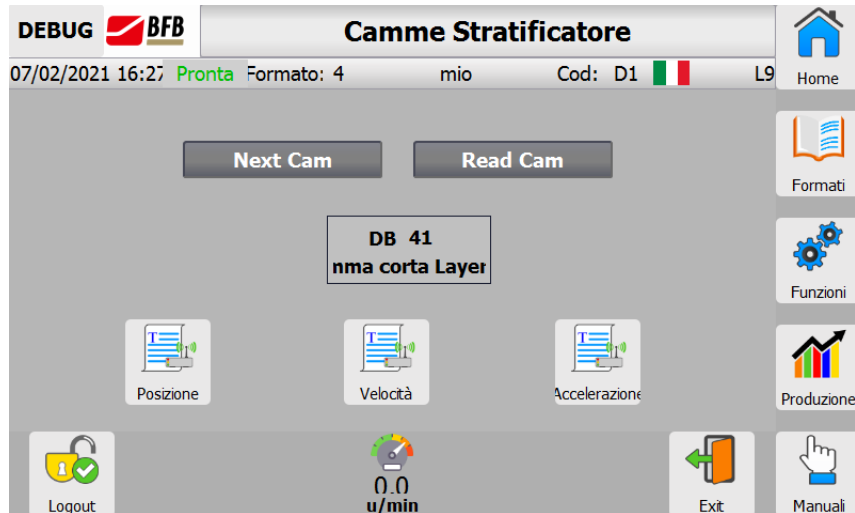 DEBUG BFB Camme Stratificatore
07/02/2021 16:27 Pronta Formato: 4 mio Cod: D1 L9
Home
Next Cam Read Cam
Formati
DB 41
nma corta Layer
Funzioni
Posizione Velocità Accelerazione
Produzione
0.0
u/min
Logout Exit Manuali